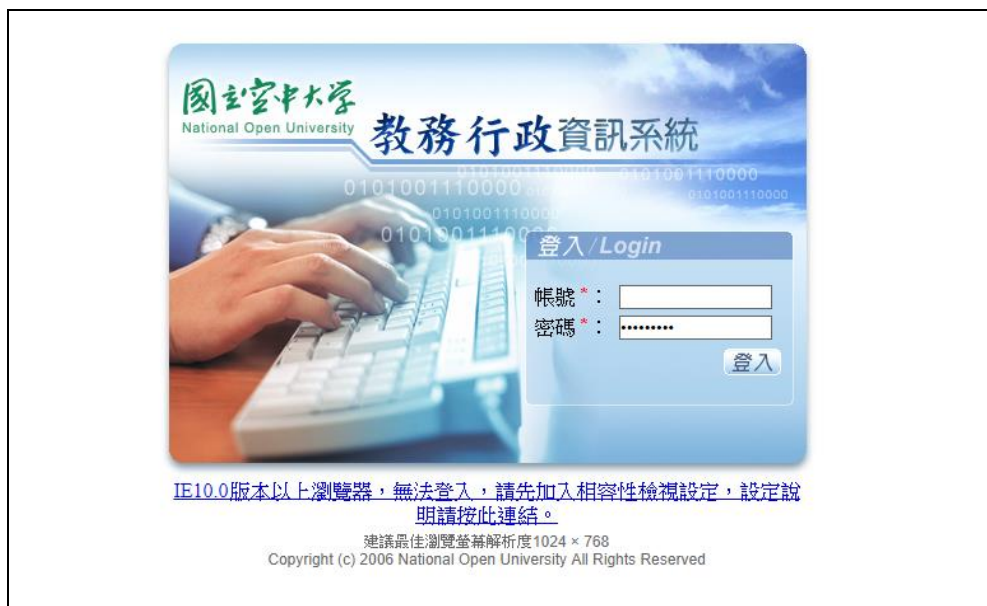 國立空中大学
National Open University
教務行政資訊系統
0101001110000 0101001110000
0101001110000
0101001110000
0101001110000
0101001110000
登入/Login
帳號*：
密碼*：•••••••••
登入
IE10.0版本以上瀏覽器，無法登入，請先加入相容性檢視設定，設定說
明請按此連結。
建議最佳瀏覽螢幕解析度1024 × 768
Copyright (c) 2006 National Open University All Rights Reserved